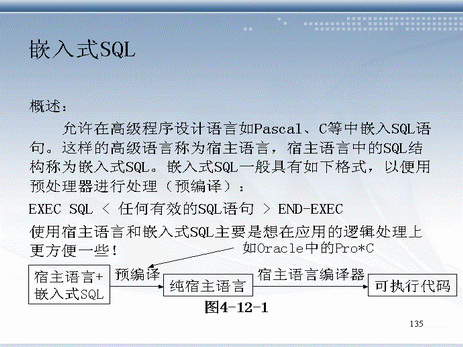 嵌入式SQL
概述：
允许在高级程序设计语言如Pascal、C等中嵌入SQL语
句。这样的高级语言称为宿主语言，宿主语言中的SQL结
构称为嵌入式SQL。嵌入式SQL一般具有如下格式，以便用
预处理器进行处理（预编译）：
EXEC SQL < 任何有效的SQL语句 > END-EXEC
使用宿主语言和嵌入式SQL主要是想在应用的逻辑处理上
更方便一些！
如Oracle中的Pro*C
宿主语言+
嵌入式SQL
预编译
纯宿主语言
宿主语言编译器
可执行代码
图4-12-1
135